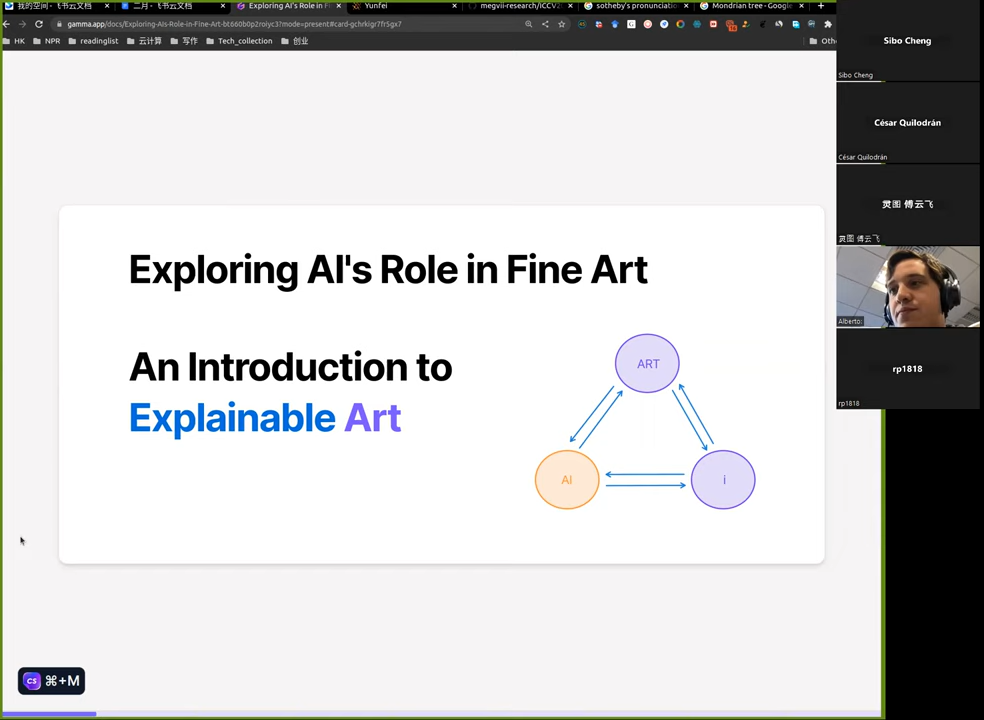 我的空间 - 飞书云文档
二月 - 飞书云文档
Exploring AI's Role in Fi
Yunfei
megvii-research/ICCV2
sotheby's pronunciatio
Mondrian tree - Google
gamma.app/docs/Exploring-AIs-Role-in-Fine-Art-bt660b0p2roiyc3?mode=present#card-gchrkigr7fr5gx7
HK
NPR
readinglist
云计算
写作
Tech_collection
创业
Oth
Exploring AI's Role in Fine Art
An Introduction to
Explainable Art
ART
AI
i
CS ⌘+M
Sibo Cheng
Sibo Cheng
César Quilodrán
César Quilodrán
灵图 傅云飞
灵图 傅云飞
Alberto:
rp1818
rp1818